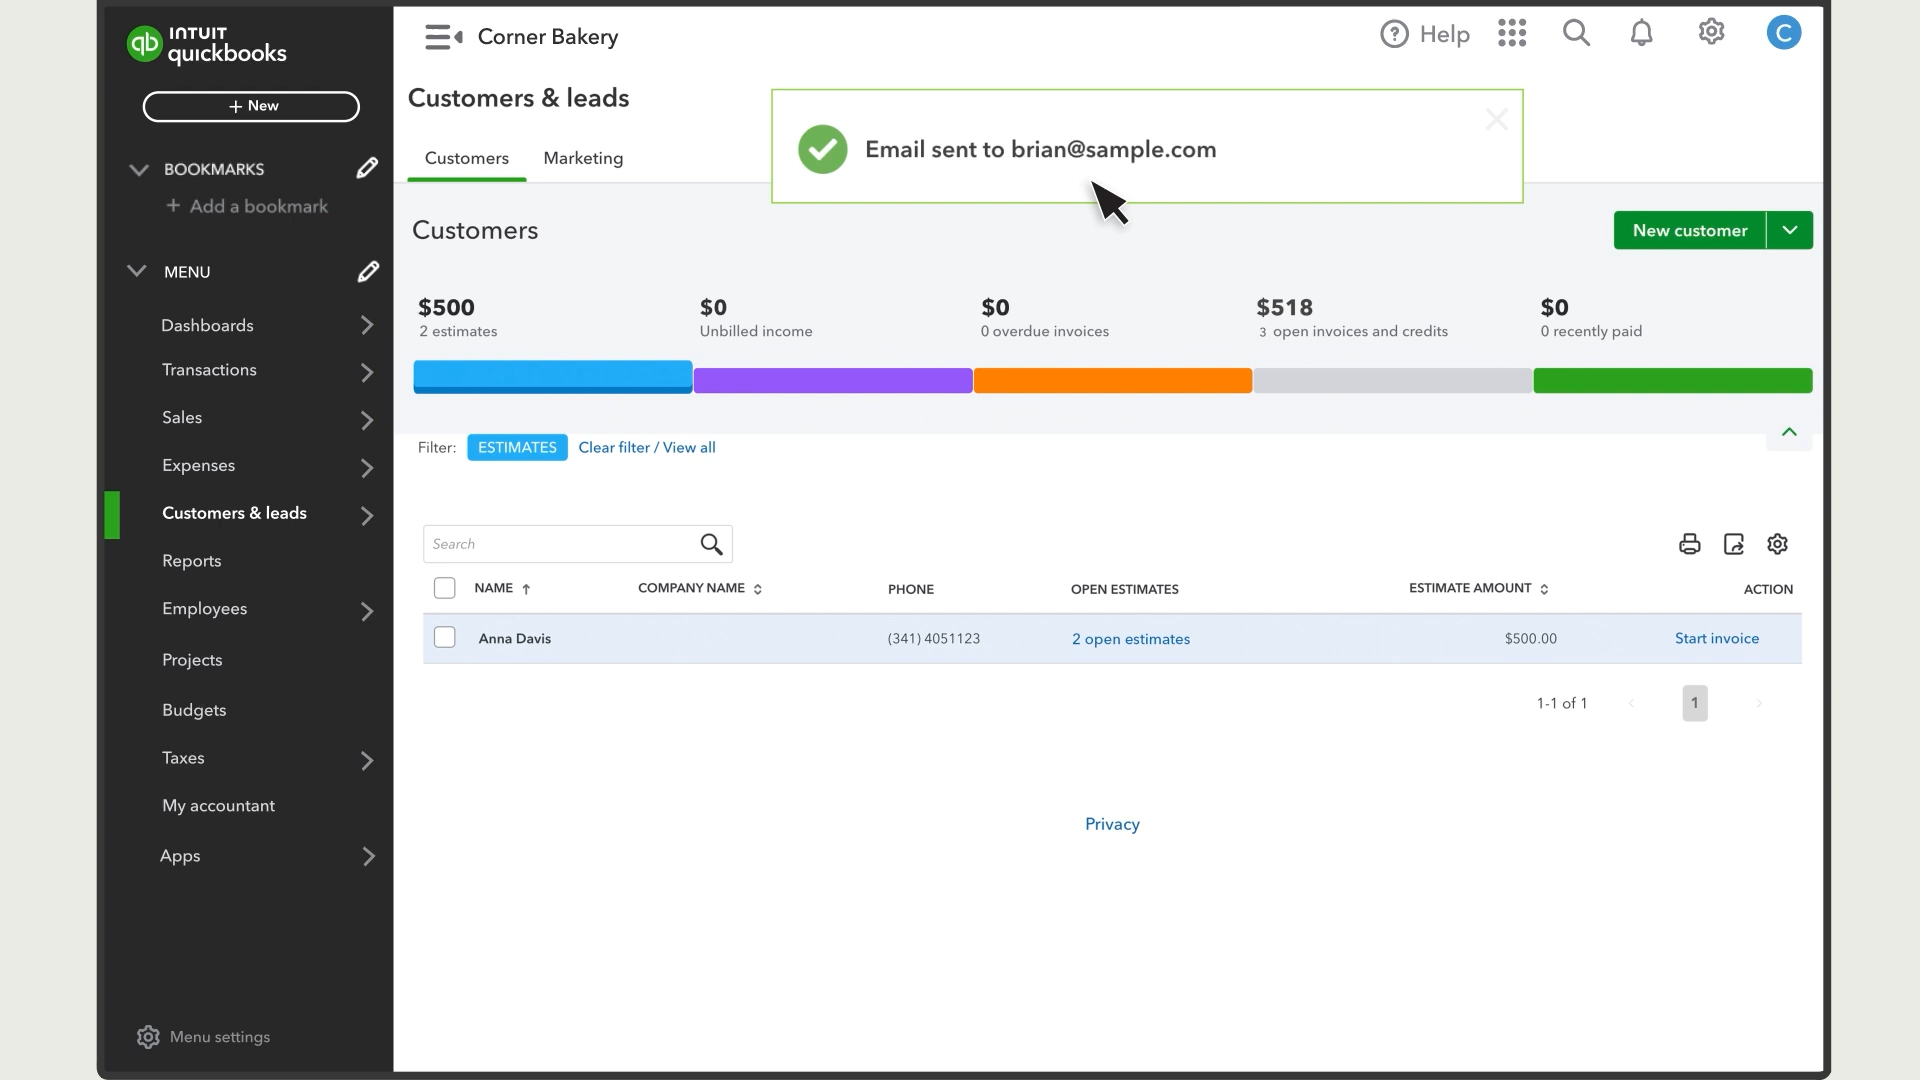 INTUIT
quickbooks
+ New
BOOKMARKS
+ Add a bookmark
MENU
Dashboards
Transactions
Sales
Expenses
Customers & leads
Reports
Employees
Projects
Budgets
Taxes
My accountant
Apps
Menu settings
Corner Bakery
? Help
C
Customers & leads
Customers Marketing
Email sent to brian@sample.com
Customers
New customer
$500 $0 $0 $518 $0
2 estimates Unbilled income 0 overdue invoices 3 open invoices and credits 0 recently paid
Filter: ESTIMATES Clear filter / View all
Search
NAME COMPANY NAME PHONE OPEN ESTIMATES ESTIMATE AMOUNT ACTION
Anna Davis (341) 4051123 2 open estimates $500.00 Start invoice
1-1 of 1 1
Privacy